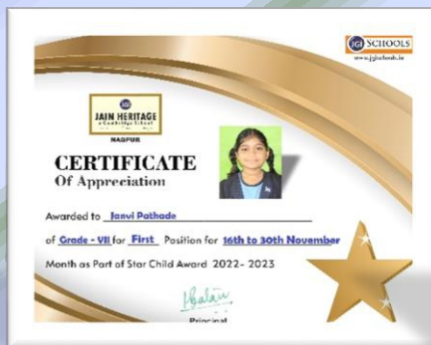 JGI SCHOOLS
www.jgischools.in
JGI
JAIN HERITAGE
a Cambridge School
NAGPUR
CERTIFICATE
Of Appreciation
Awarded to Janvi Pathade
of Grade - VII for First Position for 16th to 30th November
Month as Part of Star Child Award 2022- 2023
Principal